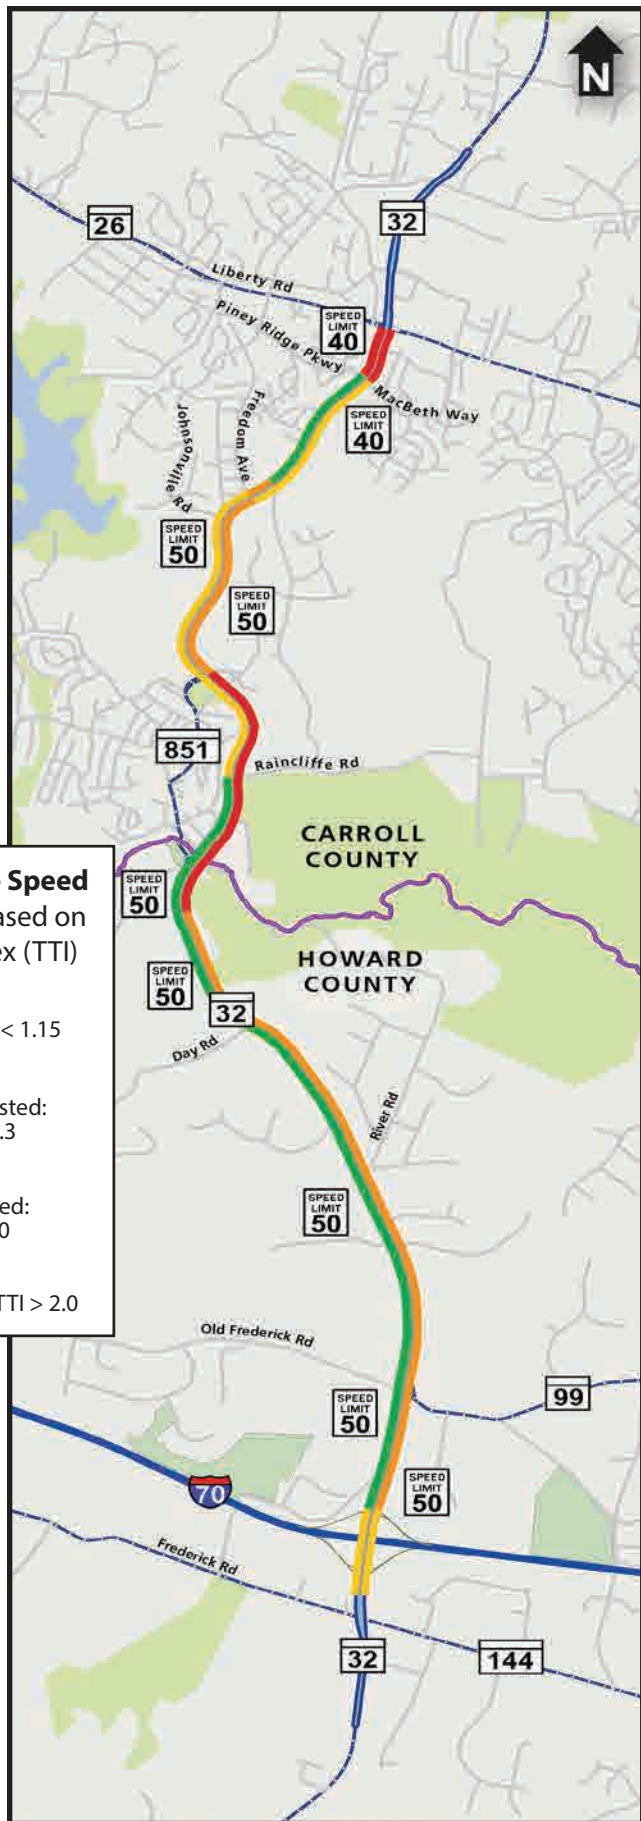 N
26
32
Liberty Rd
Piney Ridge Pkwy
SPEED
LIMIT
40
MacBeth Way
SPEED
LIMIT
40
Freedom Ave
Johnsonville Rd
SPEED
LIMIT
50
SPEED
LIMIT
50
851
Raincliffe Rd
CARROLL
COUNTY
Speed
SPEED
LIMIT
50
ased on
ex (TTI)
HOWARD
COUNTY
SPEED
LIMIT
50
32
< 1.15
Day Rd
River Rd
sted:
.3
SPEED
LIMIT
50
ed:
0
TTI > 2.0
Old Frederick Rd
99
SPEED
LIMIT
50
SPEED
LIMIT
50
70
Frederick Rd
32
144